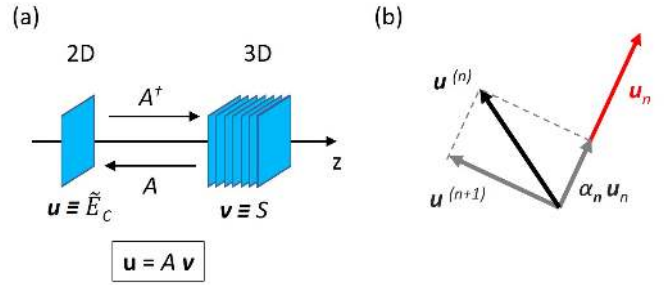 (a)
2D
3D
A†
A
z
u ≡ Ẽ_C
v ≡ S
u = A v
(b)
u^(n)
u_n
u^(n+1)
α_n u_n